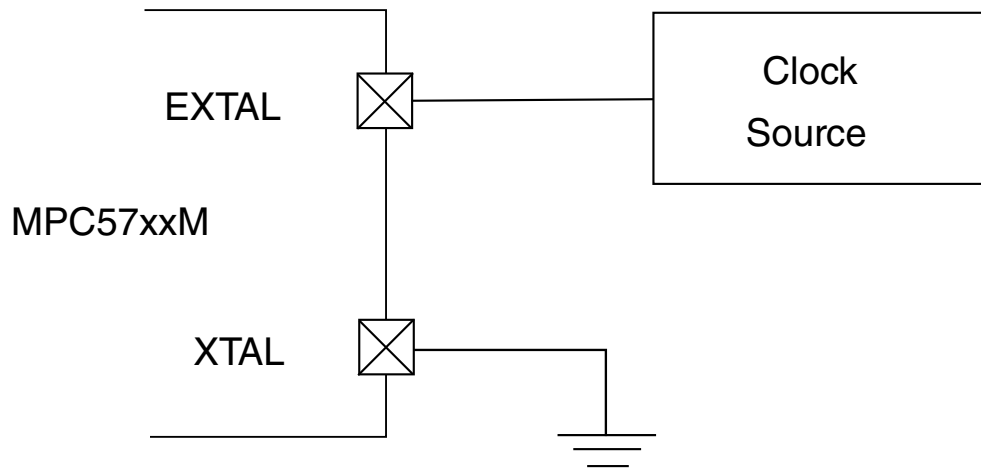 Clock
Source
EXTAL
MPC57xxM
XTAL